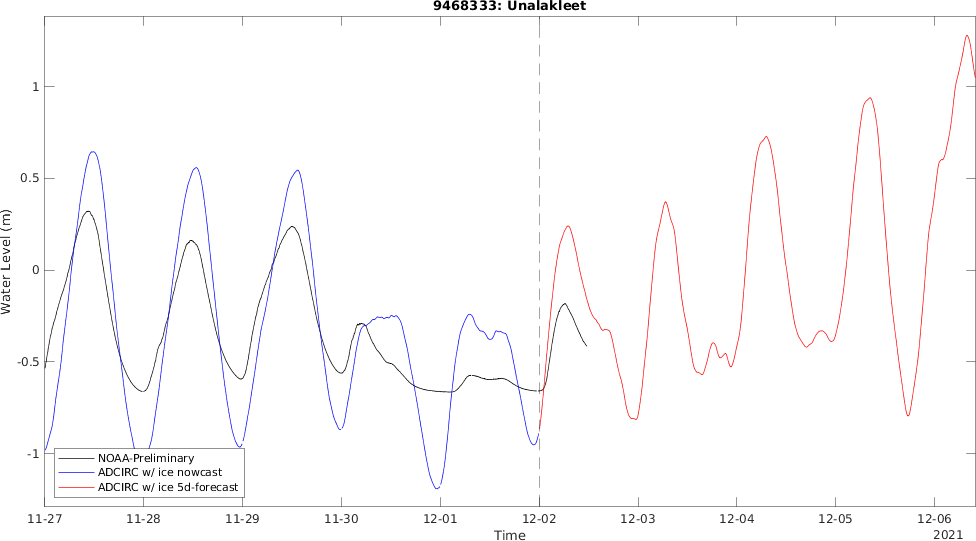 9468333: Unalakleet
Water Level (m)
1
0.5
0
-0.5
-1
NOAA-Preliminary
ADCIRC w/ ice nowcast
ADCIRC w/ ice 5d-forecast
11-27 11-28 11-29 11-30 12-01 12-02 12-03 12-04 12-05 12-06
Time
2021